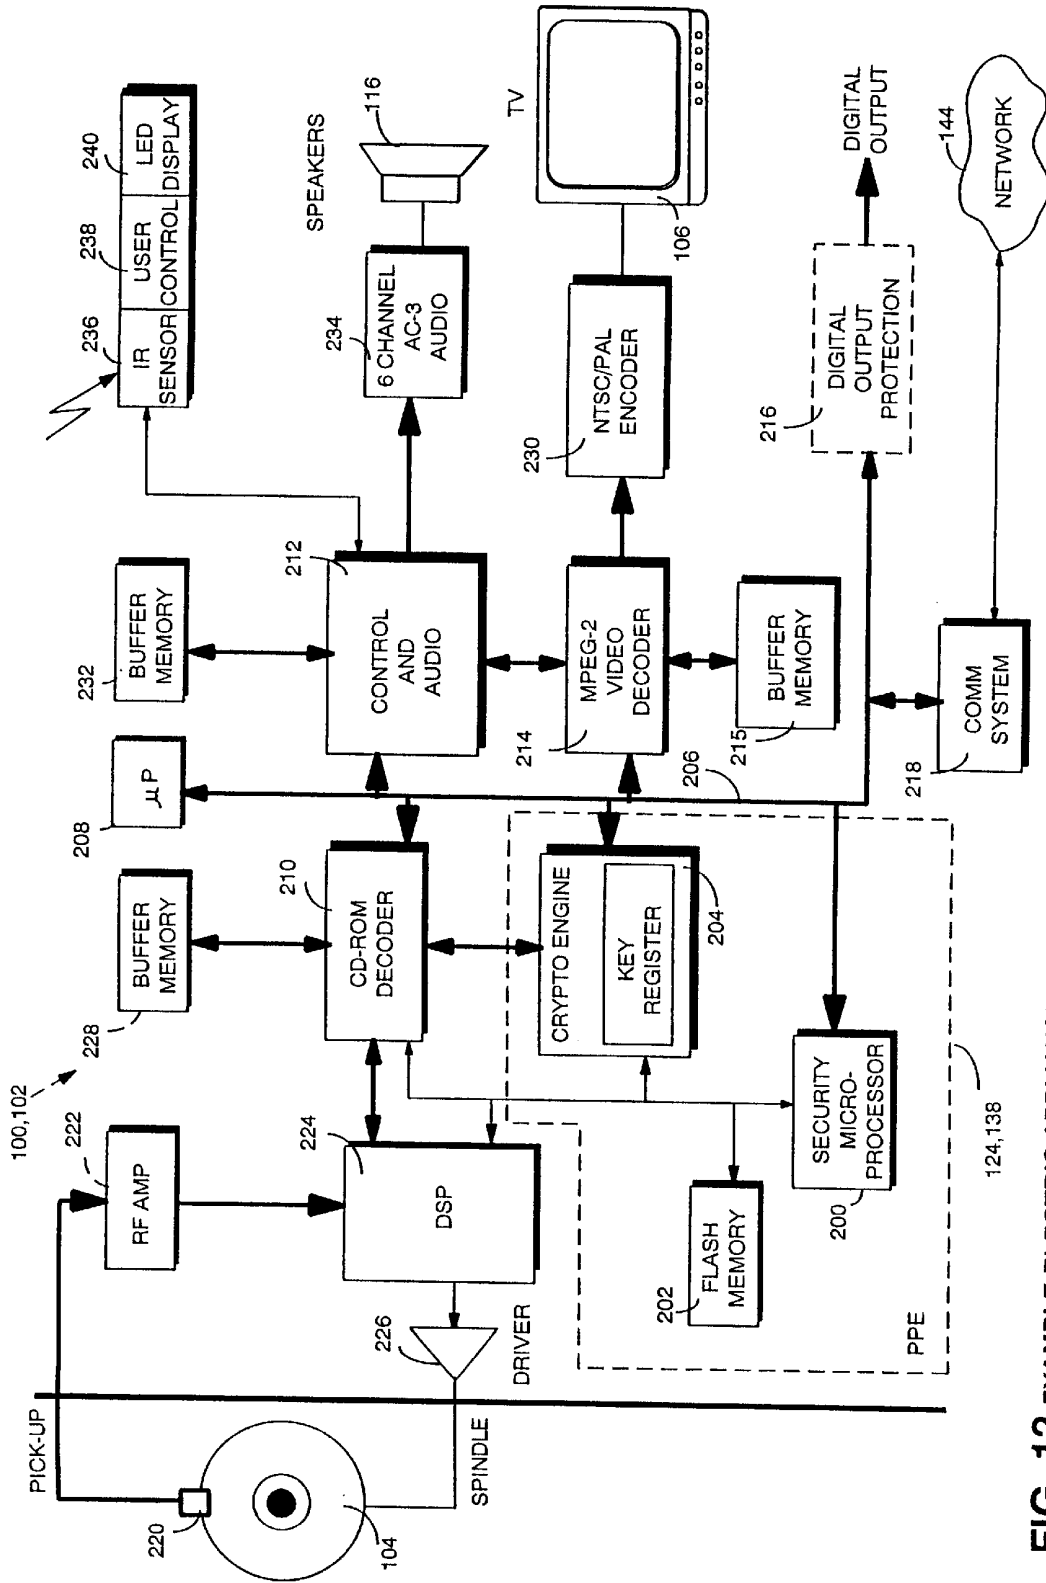 100,102
PICK-UP
220
104
SPINDLE
222
RF AMP
224
DSP
226
DRIVER
228
BUFFER
MEMORY
210
CD-ROM
DECODER
208
µP
232
BUFFER
MEMORY
212
CONTROL
AND
AUDIO
236
IR
SENSOR
238
USER
CONTROL
240
LED
DISPLAY
234
6 CHANNEL
AC-3
AUDIO
SPEAKERS
116
214
MPEG-2
VIDEO
DECODER
230
NTSC/PAL
ENCODER
TV
106
215
BUFFER
MEMORY
206
CRYPTO ENGINE
KEY
REGISTER
204
202
FLASH
MEMORY
200
SECURITY
MICRO-
PROCESSOR
PPE
124,138
216
DIGITAL
OUTPUT
PROTECTION
DIGITAL
OUTPUT
218
COMM
SYSTEM
144
NETWORK
FIG. 12 EXAMPLE ELECTRONIC APPLIANCE